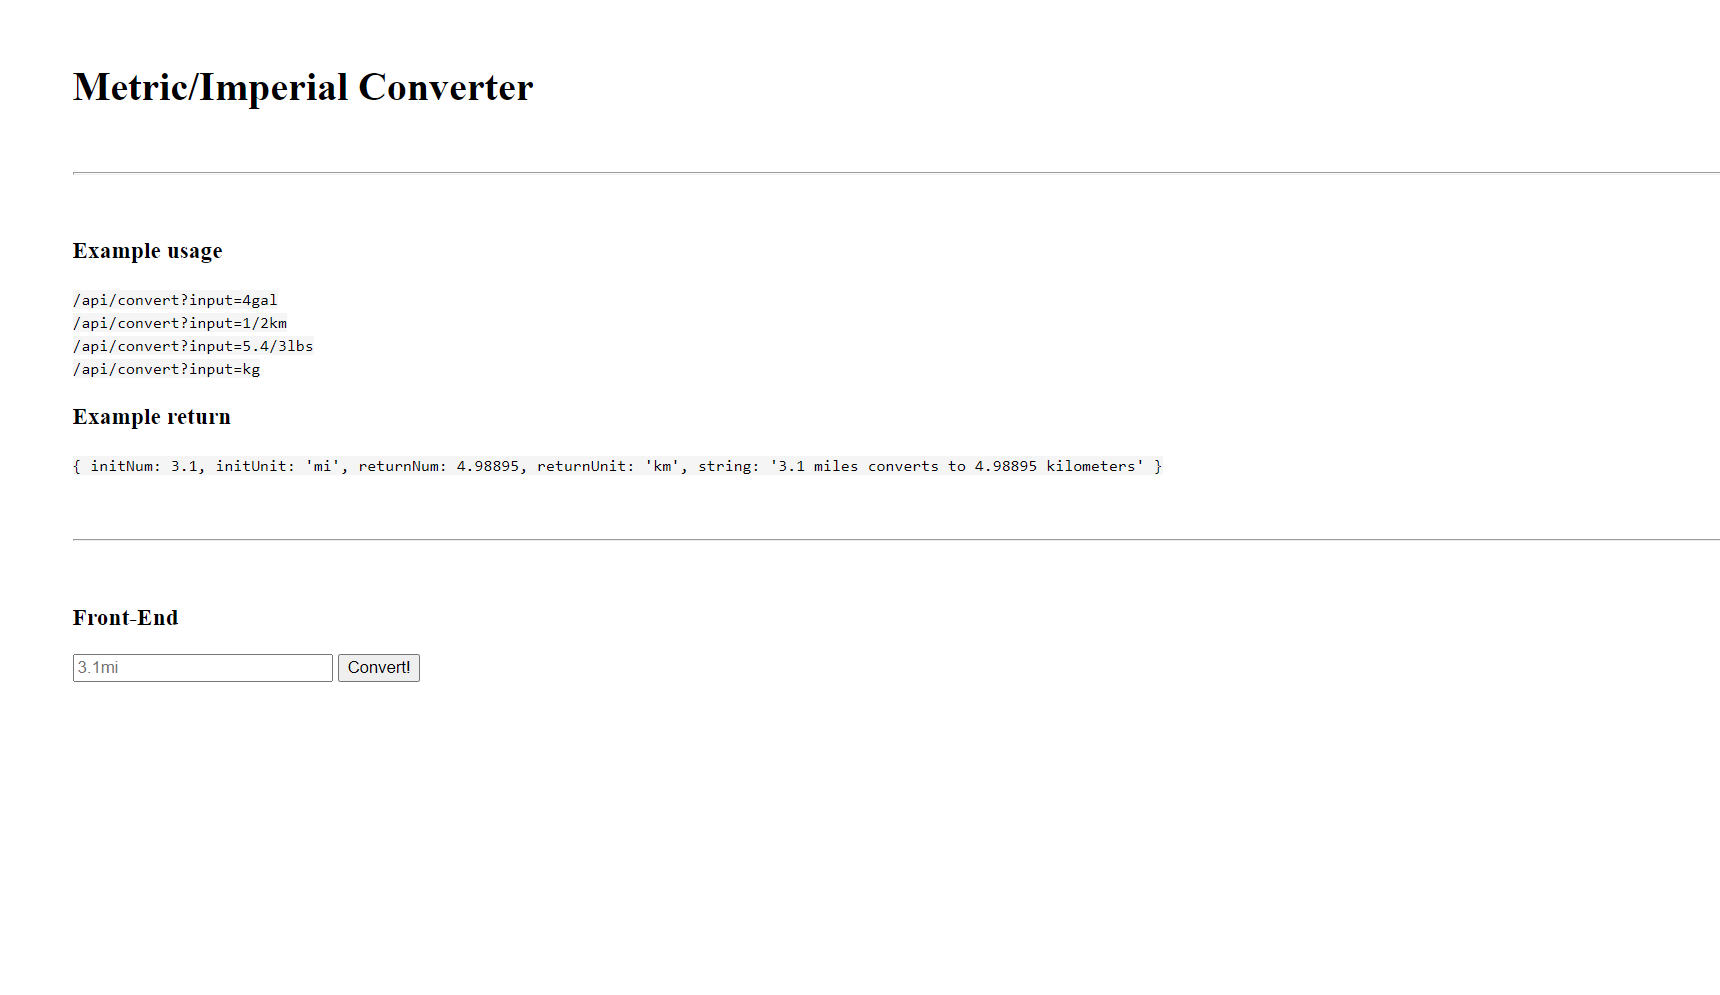 Metric/Imperial Converter
Example usage
/api/convert?input=4gal
/api/convert?input=1/2km
/api/convert?input=5.4/3lbs
/api/convert?input=kg
Example return
{ initNum: 3.1, initUnit: 'mi', returnNum: 4.98895, returnUnit: 'km', string: '3.1 miles converts to 4.98895 kilometers' }
Front-End
3.1mi Convert!